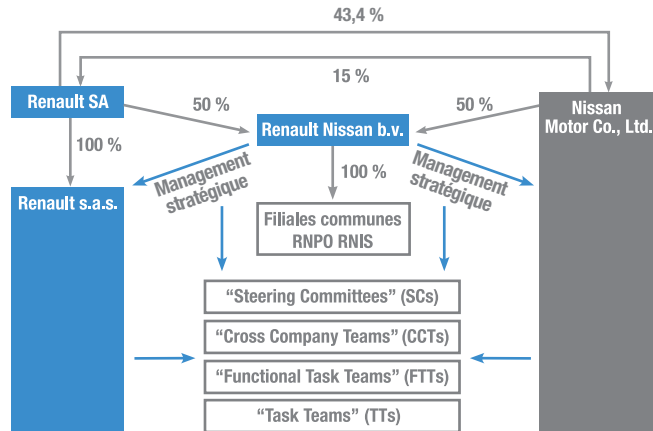 43,4 %
15 %
Renault SA
50 %
50 %
Nissan
Motor Co., Ltd.
Renault Nissan b.v.
100 %
100 %
Management
stratégique
Management
stratégique
Renault s.a.s.
Filiales communes
RNPO RNIS
“Steering Committees” (SCs)
“Cross Company Teams” (CCTs)
“Functional Task Teams” (FTTs)
“Task Teams” (TTs)